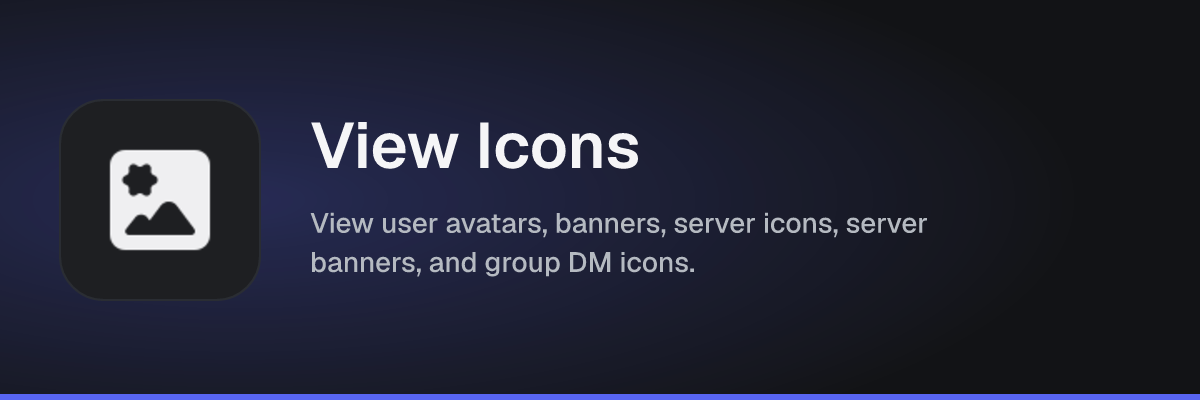 View Icons
View user avatars, banners, server icons, server
banners, and group DM icons.